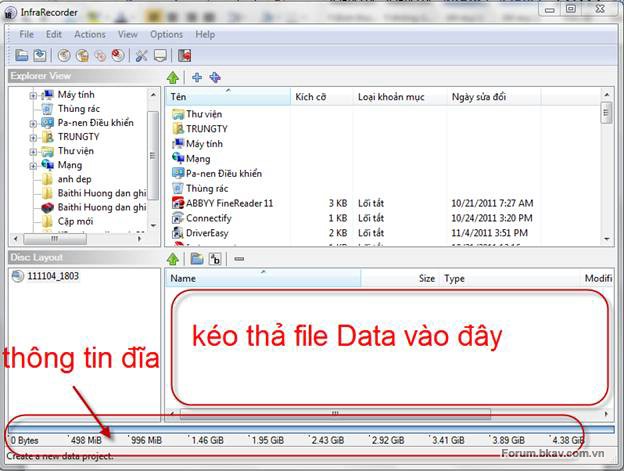 InfraRecorder
File Edit Actions View Options Help
Explorer View
Máy tính
Thùng rác
Pa-nen Điều khiển
TRUNGTY
Thư viện
Mạng
anh dep
Baithi Huong dan ghi
Baithi Huong dan ghi
Cặp mới
Tên Kích cỡ Loại khoản mục Ngày sửa đổi
Thư viện
TRUNGTY
Máy tính
Mạng
Pa-nen Điều khiển
Thùng rác
ABBYY FineReader 11 3 KB Lối tắt 10/21/2011 7:27 AM
Connectify 1 KB Lối tắt 10/24/2011 3:20 PM
DriverEasy 2 KB Lối tắt 11/4/2011 3:51 PM
Disc Layout
111104_1803
Name Size Type Modifi
kéo thả file Data vào đây
thông tin đĩa
0 Bytes 498 MiB 996 MiB 1.46 GiB 1.95 GiB 2.43 GiB 2.92 GiB 3.41 GiB 3.89 GiB 4.38 GiB
Create a new data project.
Forum.bkav.com.vn